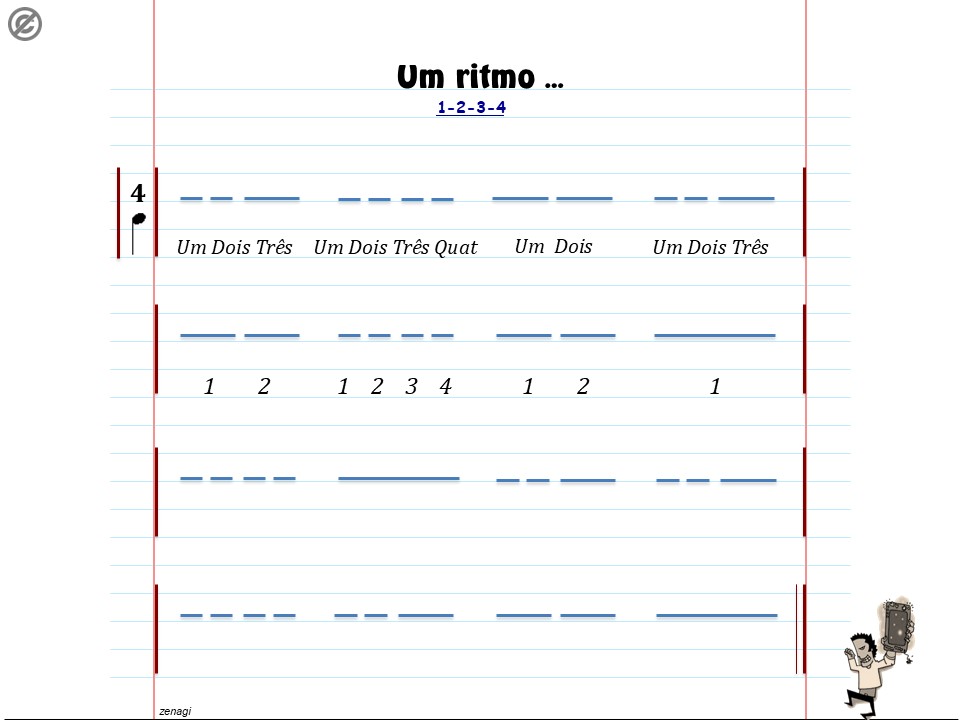 Um ritmo ...
1-2-3-4
4
Um Dois Três Um Dois Três Quat Um Dois Um Dois Três
1 2 1 2 3 4 1 2 1
zenagi